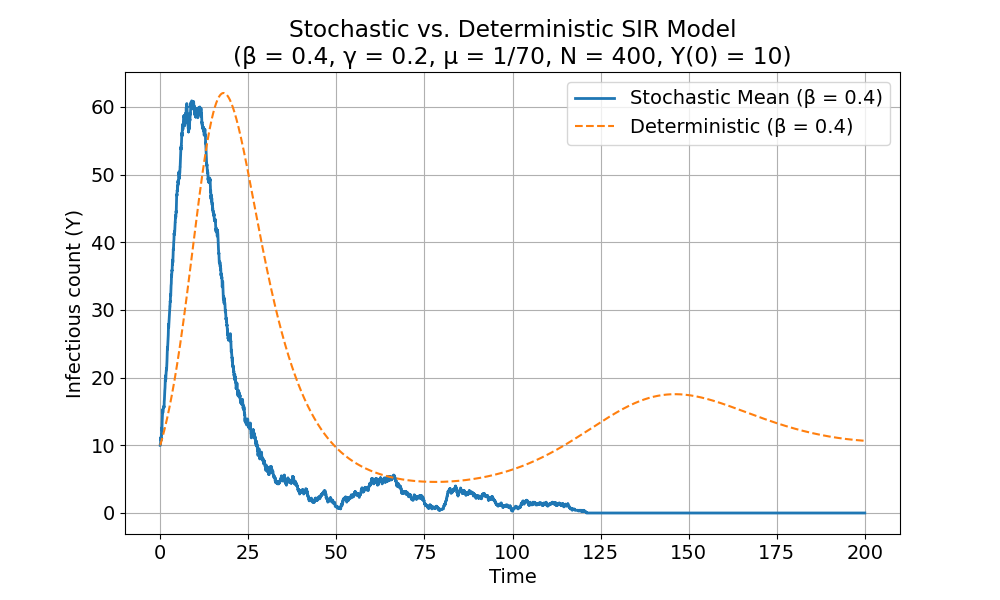 Stochastic vs. Deterministic SIR Model
(β = 0.4, γ = 0.2, μ = 1/70, N = 400, Y(0) = 10)
Stochastic Mean (β = 0.4)
Deterministic (β = 0.4)
Infectious count (Y)
60
50
40
30
20
10
0
0 25 50 75 100 125 150 175 200
Time